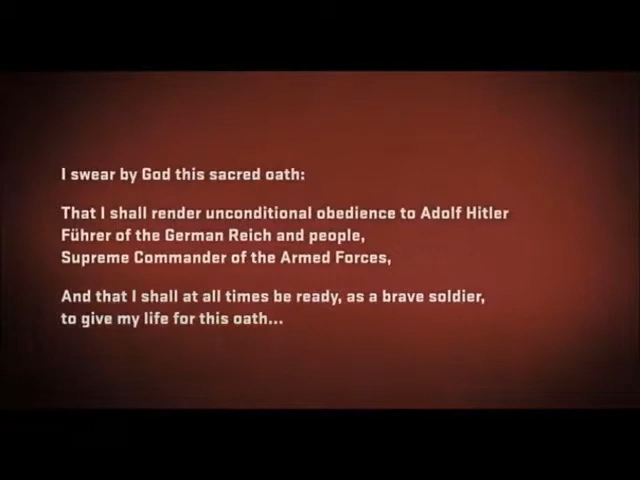 I swear by God this sacred oath:
That I shall render unconditional obedience to Adolf Hitler
Führer of the German Reich and people,
Supreme Commander of the Armed Forces,
And that I shall at all times be ready, as a brave soldier,
to give my life for this oath...